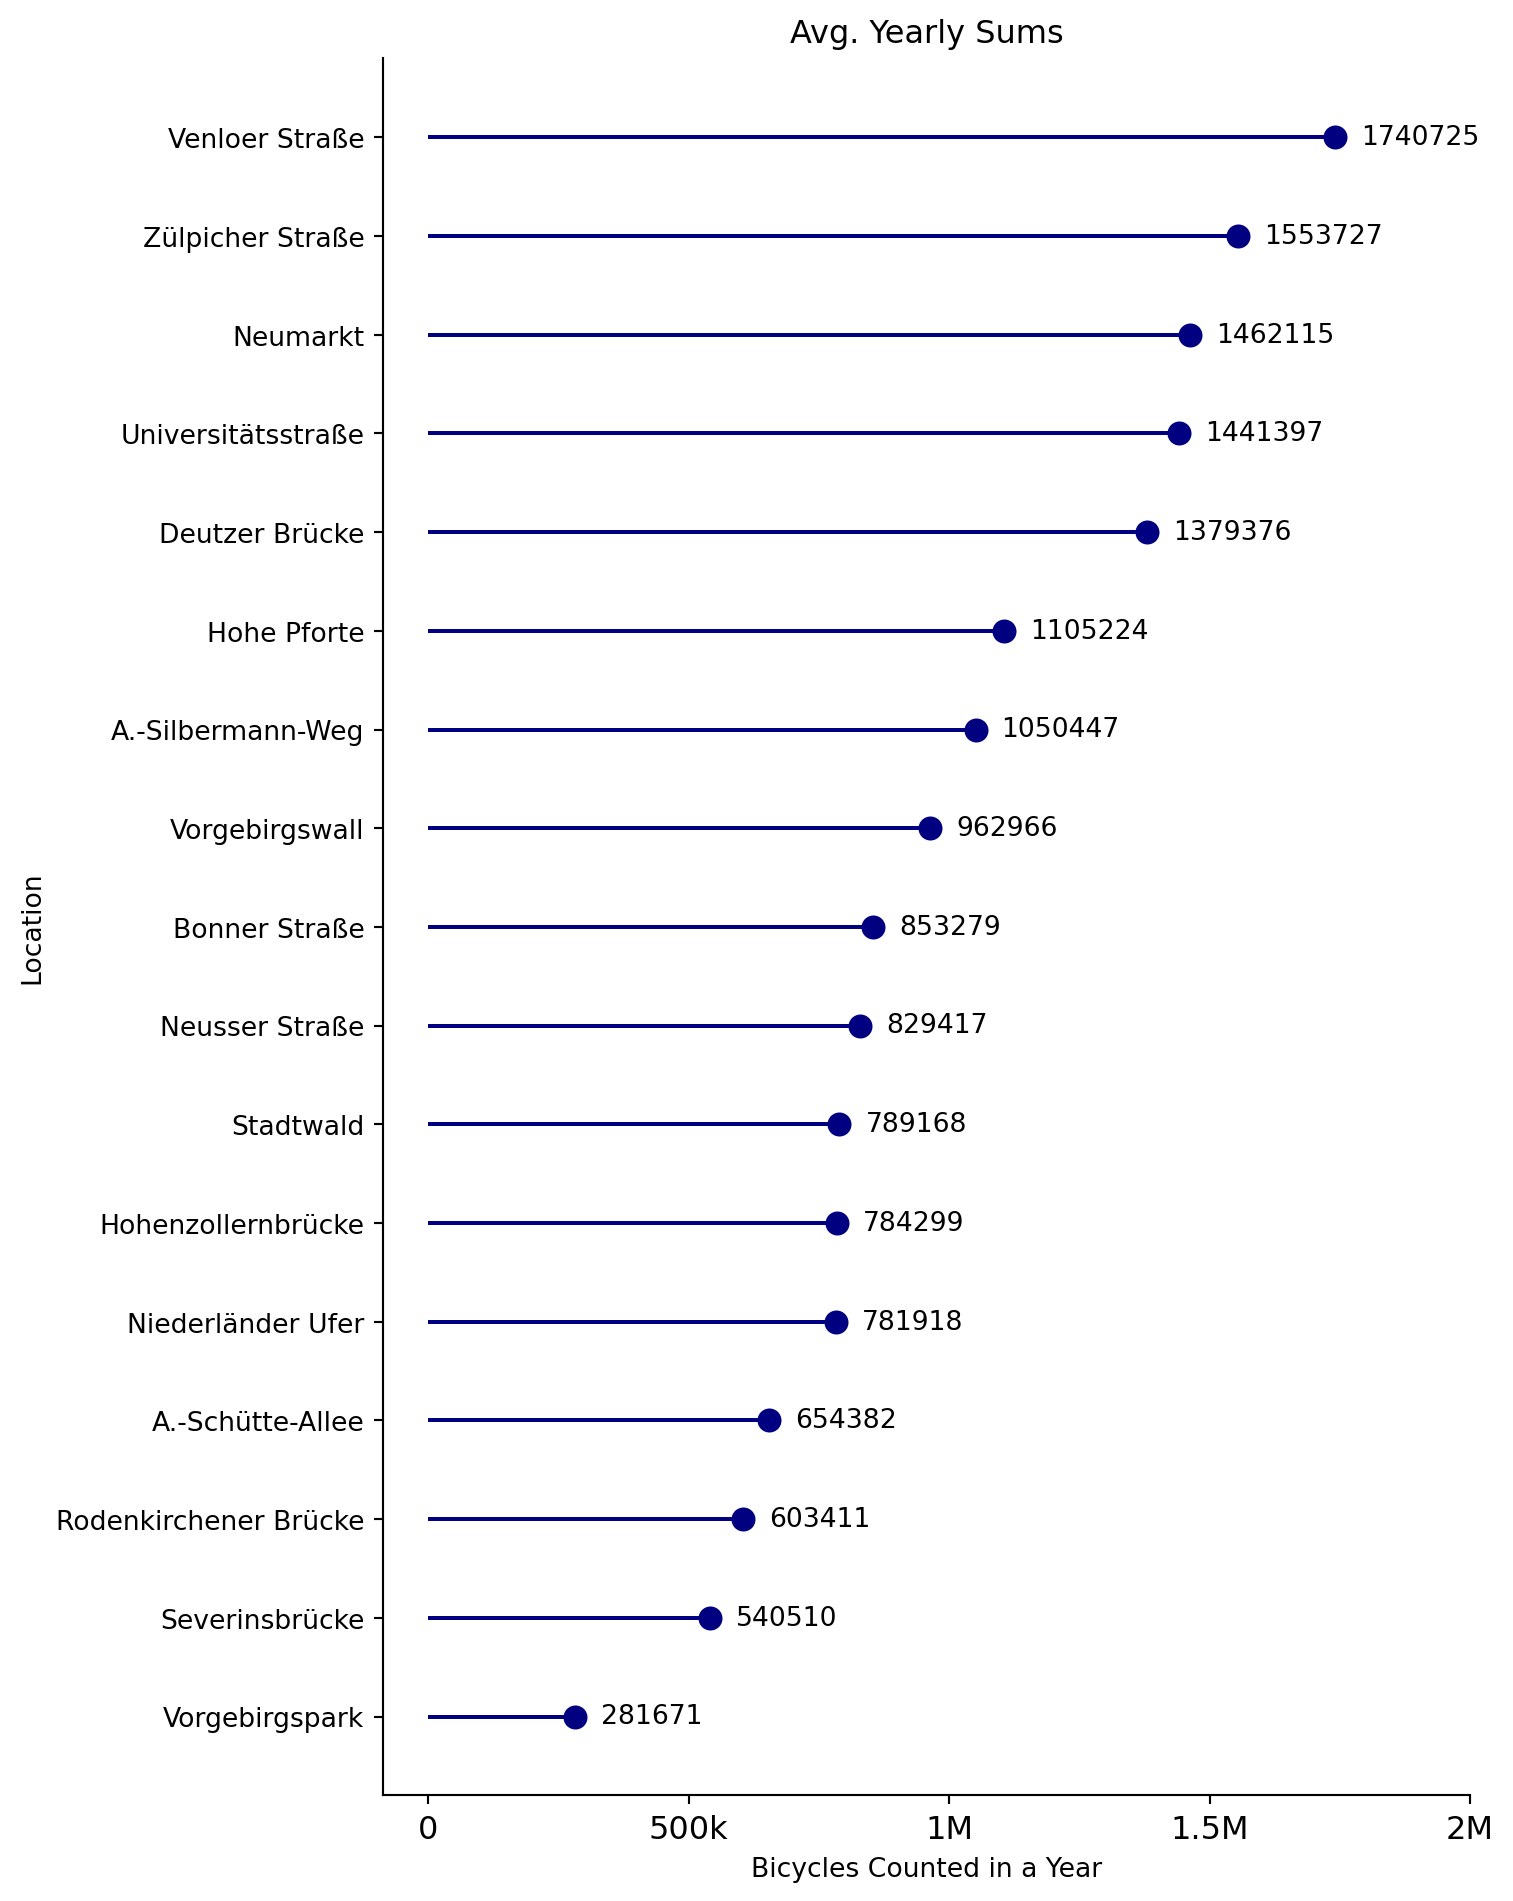 Avg. Yearly Sums
Venloer Straße 1740725
Zülpicher Straße 1553727
Neumarkt 1462115
Universitätsstraße 1441397
Deutzer Brücke 1379376
Hohe Pforte 1105224
A.-Silbermann-Weg 1050447
Vorgebirgswall 962966
Bonner Straße 853279
Neusser Straße 829417
Stadtwald 789168
Hohenzollernbrücke 784299
Niederländer Ufer 781918
A.-Schütte-Allee 654382
Rodenkirchener Brücke 603411
Severinsbrücke 540510
Vorgebirgspark 281671
Location
0 500k 1M 1.5M 2M
Bicycles Counted in a Year